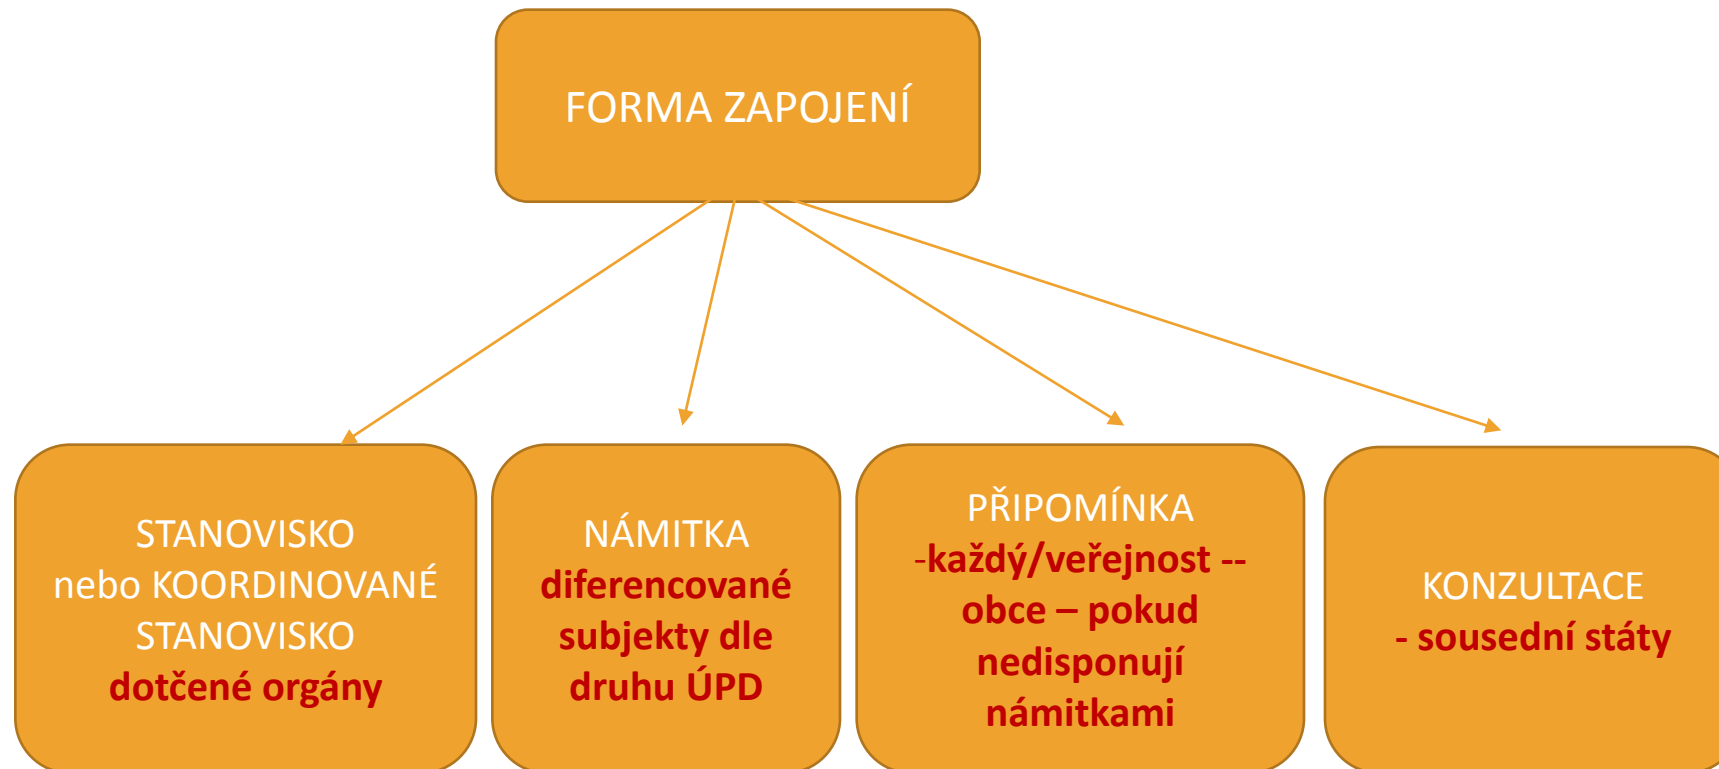 FORMA ZAPOJENÍ
STANOVISKO
nebo KOORDINOVANÉ
STANOVISKO
dotčené orgány
NÁMITKA
diferencované
subjekty dle
druhu ÚPD
PŘIPOMÍNKA
-každý/veřejnost --
obce – pokud
nedisponují
námitkami
KONZULTACE
- sousední státy